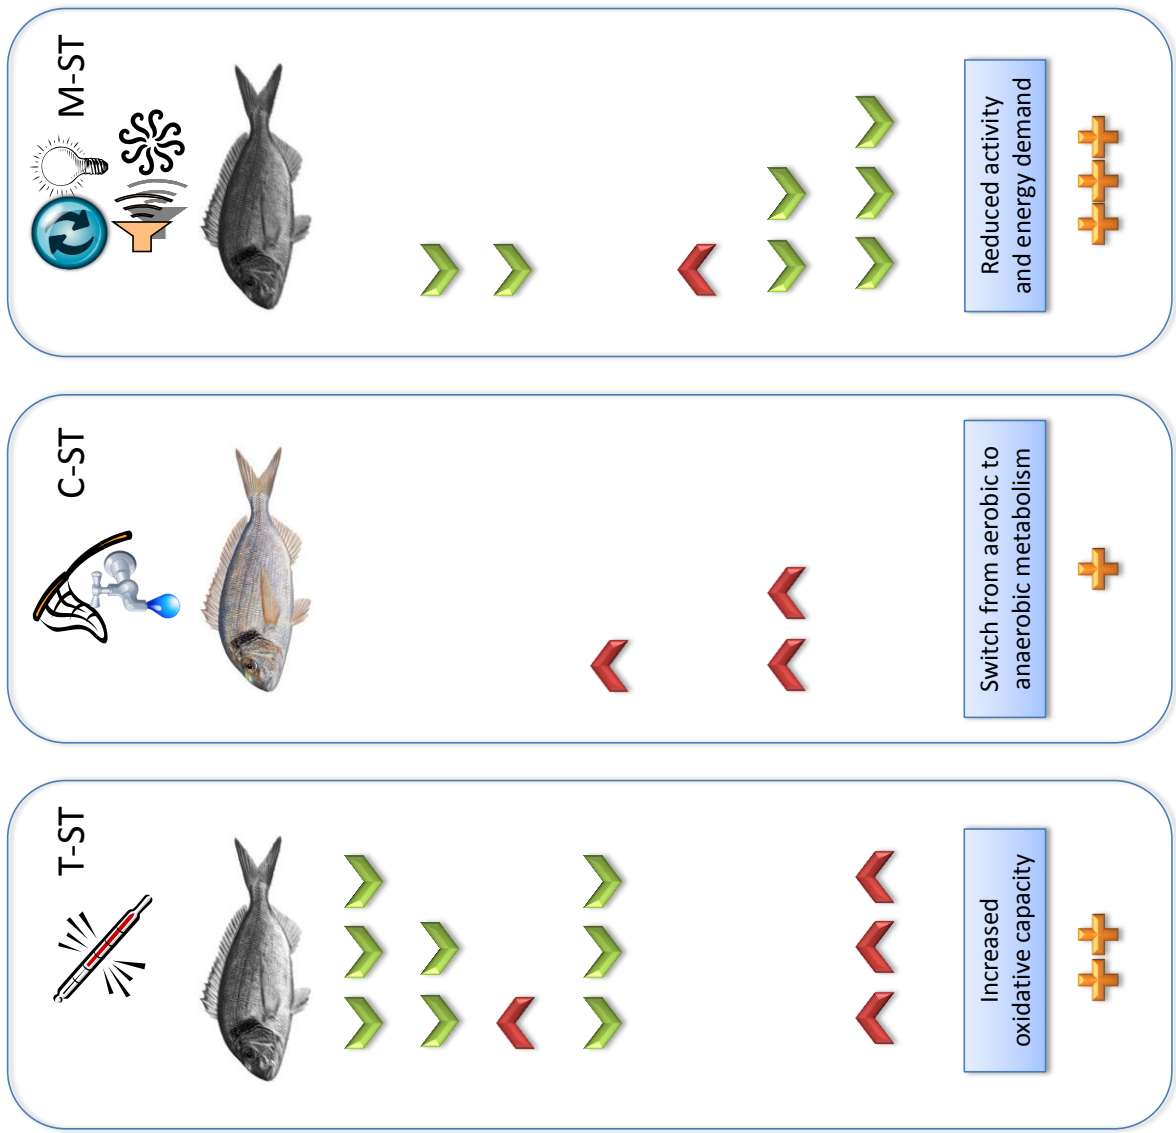 T-ST
Increased
oxidative capacity
C-ST
Switch from aerobic to
anaerobic metabolism
M-ST
Reduced activity
and energy demand